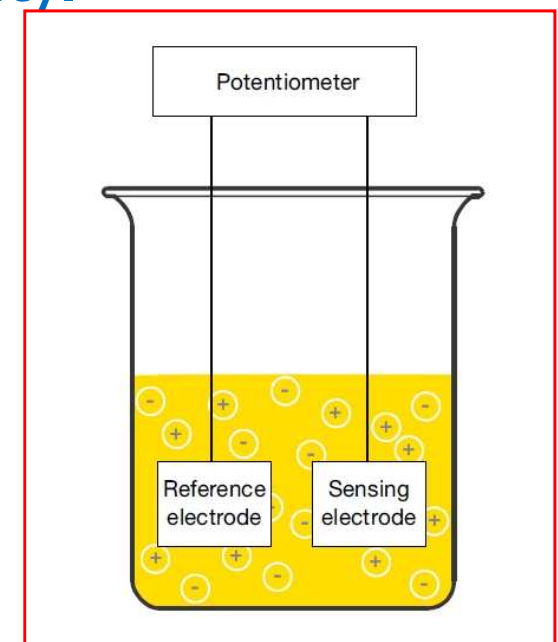 Potentiometer
- + - + -
+ - - + +
Reference
electrode
Sensing
electrode
- +
+ + - - + -